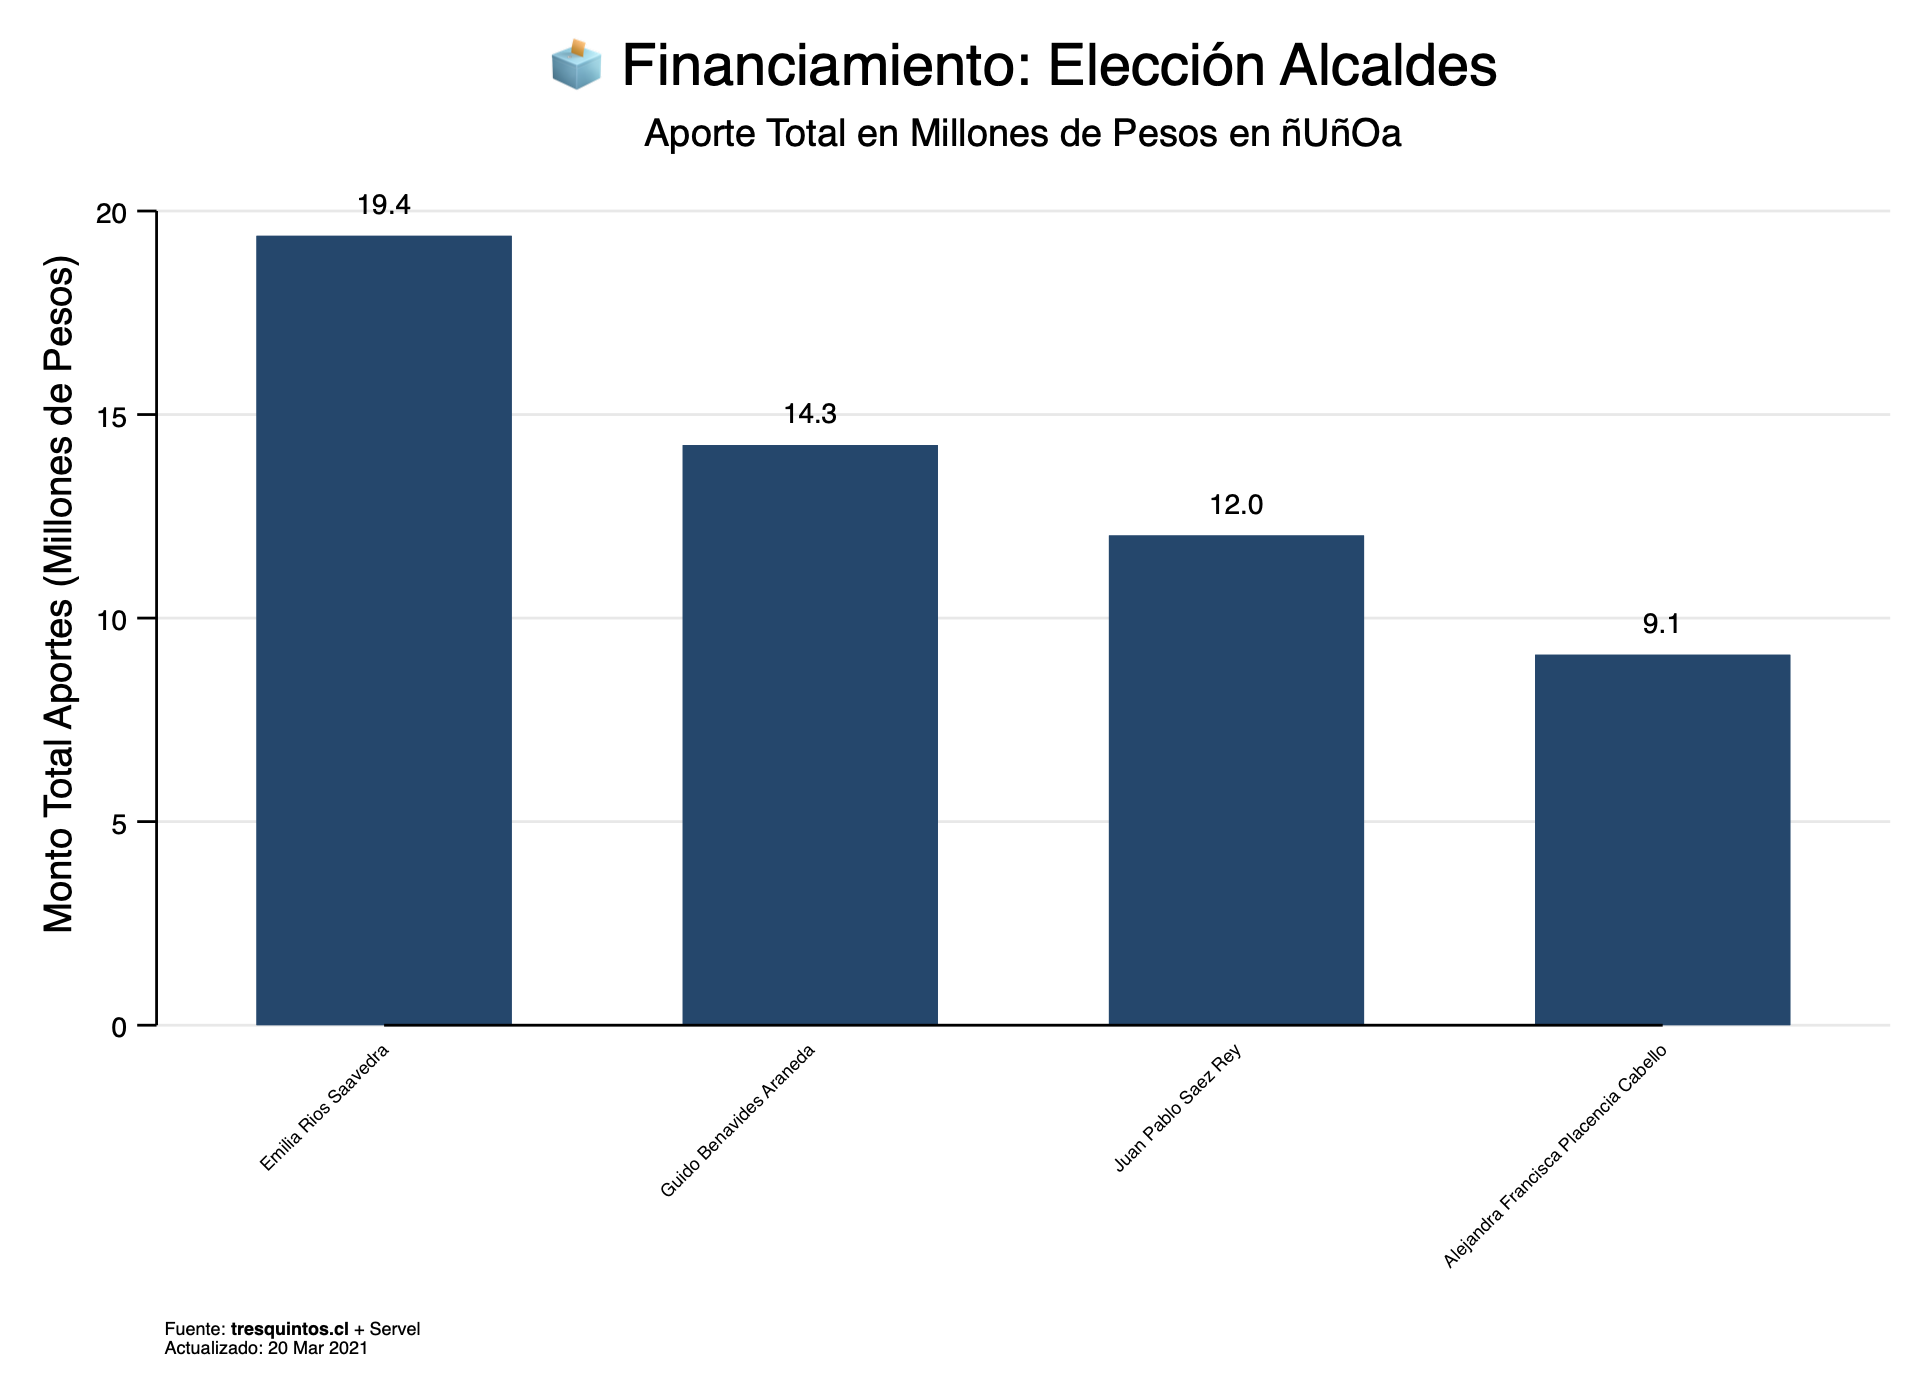 Financiamiento: Elección Alcaldes
Aporte Total en Millones de Pesos en ñUñOa
Monto Total Aportes (Millones de Pesos)
20
15
10
5
0
19.4
14.3
12.0
9.1
Emilia Rios Saavedra
Guido Benavides Araneda
Juan Pablo Saez Rey
Alejandra Francisca Placencia Cabello
Fuente: tresquintos.cl + Servel
Actualizado: 20 Mar 2021